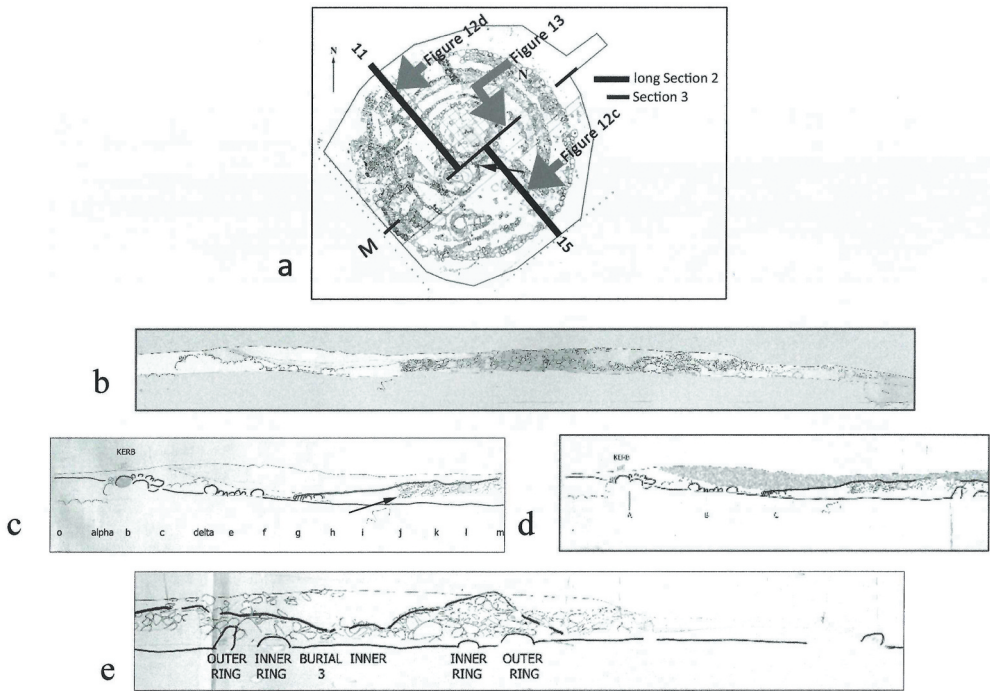 N
11
Figure 12d
Figure 13
N
long Section 2
Section 3
Figure 12c
M
15
a
b
KERB
o alpha b c delta e f g h i j k l m
c
KERB
A B C
d
OUTER RING INNER RING BURIAL 3 INNER INNER RING OUTER RING
e